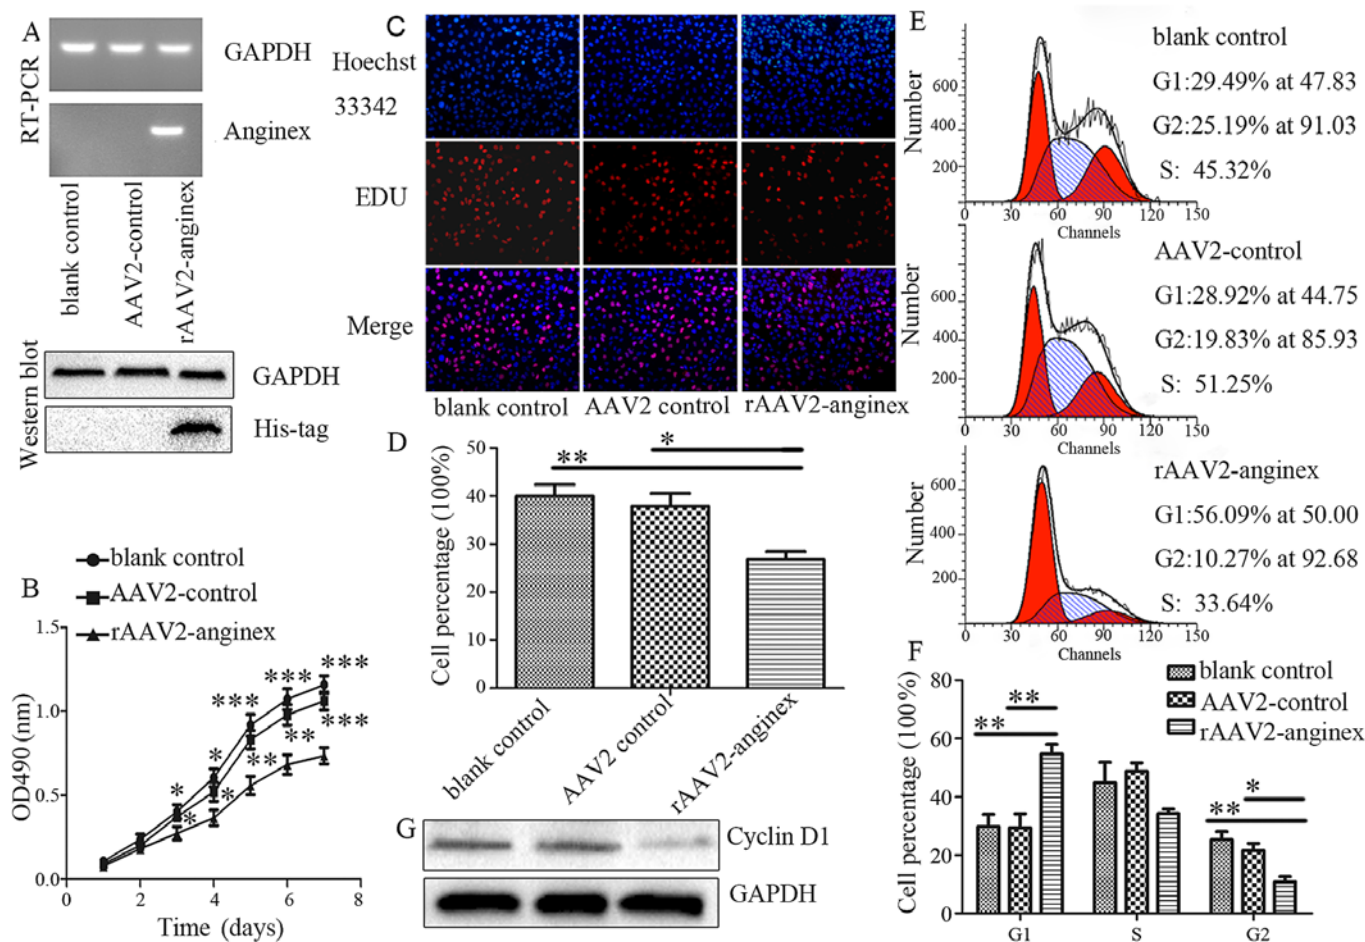 A
RT-PCR
GAPDH
Anginex
blank control
AAV2-control
rAAV2-anginex
Western blot
GAPDH
His-tag
B
blank control
AAV2-control
rAAV2-anginex
OD490 (nm)
1.5
1.0
0.5
0.0
*
*
*
*
***
**
***
**
***
***
0 2 4 6 8
Time (days)
C
Hoechst
33342
EDU
Merge
blank control AAV2 control rAAV2-anginex
D
Cell percentage (100%)
50
40
30
20
10
0
**
*
blank control
AAV2 control
rAAV2-anginex
E
Number
600
400
200
0 30 60 90 120 150
Channels
blank control
G1:29.49% at 47.83
G2:25.19% at 91.03
S: 45.32%
Number
600
400
200
0 30 60 90 120 150
Channels
AAV2-control
G1:28.92% at 44.75
G2:19.83% at 85.93
S: 51.25%
Number
600
400
200
0 30 60 90 120 150
Channels
rAAV2-anginex
G1:56.09% at 50.00
G2:10.27% at 92.68
S: 33.64%
F
blank control
AAV2-control
rAAV2-anginex
Cell percentage (100%)
80
60
40
20
0
**
**
**
*
G1 S G2
G
Cyclin D1
GAPDH